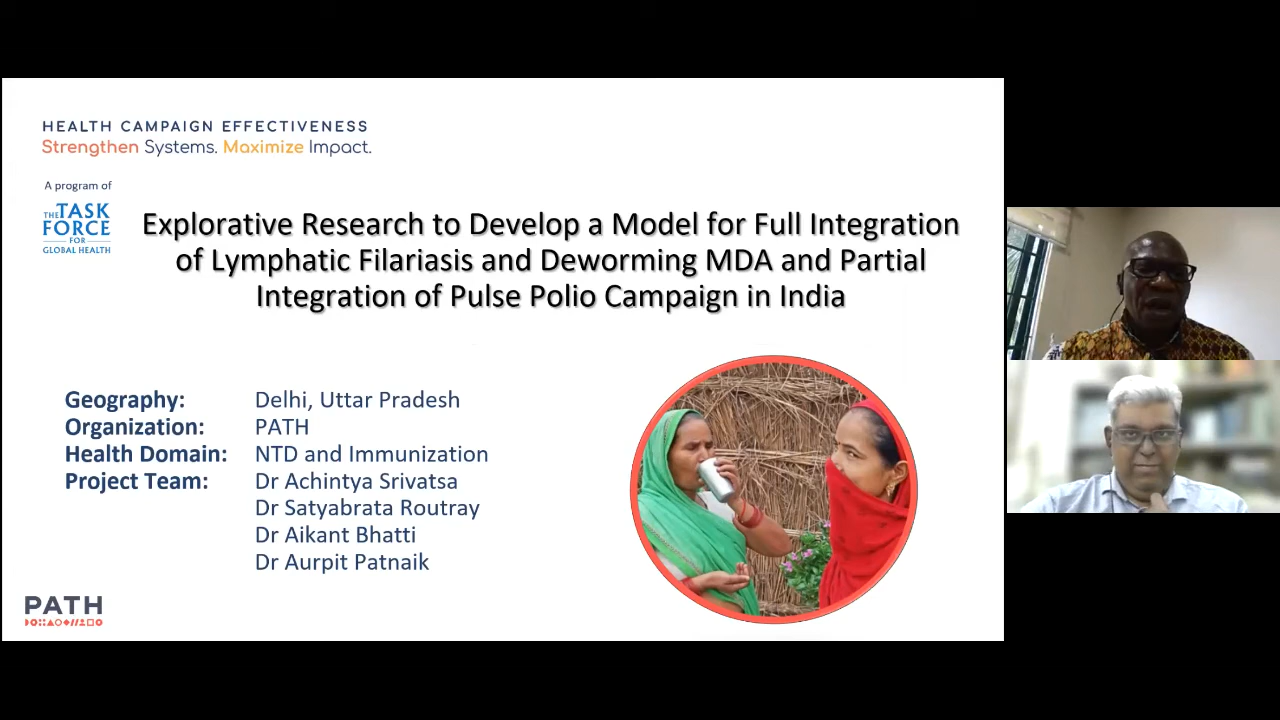 HEALTH CAMPAIGN EFFECTIVENESS
Strengthen Systems. Maximize Impact.
A program of
THE TASK
FORCE
FOR
GLOBAL HEALTH
Explorative Research to Develop a Model for Full Integration
of Lymphatic Filariasis and Deworming MDA and Partial
Integration of Pulse Polio Campaign in India
Geography: Delhi, Uttar Pradesh
Organization: PATH
Health Domain: NTD and Immunization
Project Team: Dr Achintya Srivatsa
Dr Satyabrata Routray
Dr Aikant Bhatti
Dr Aurpit Patnaik
PATH